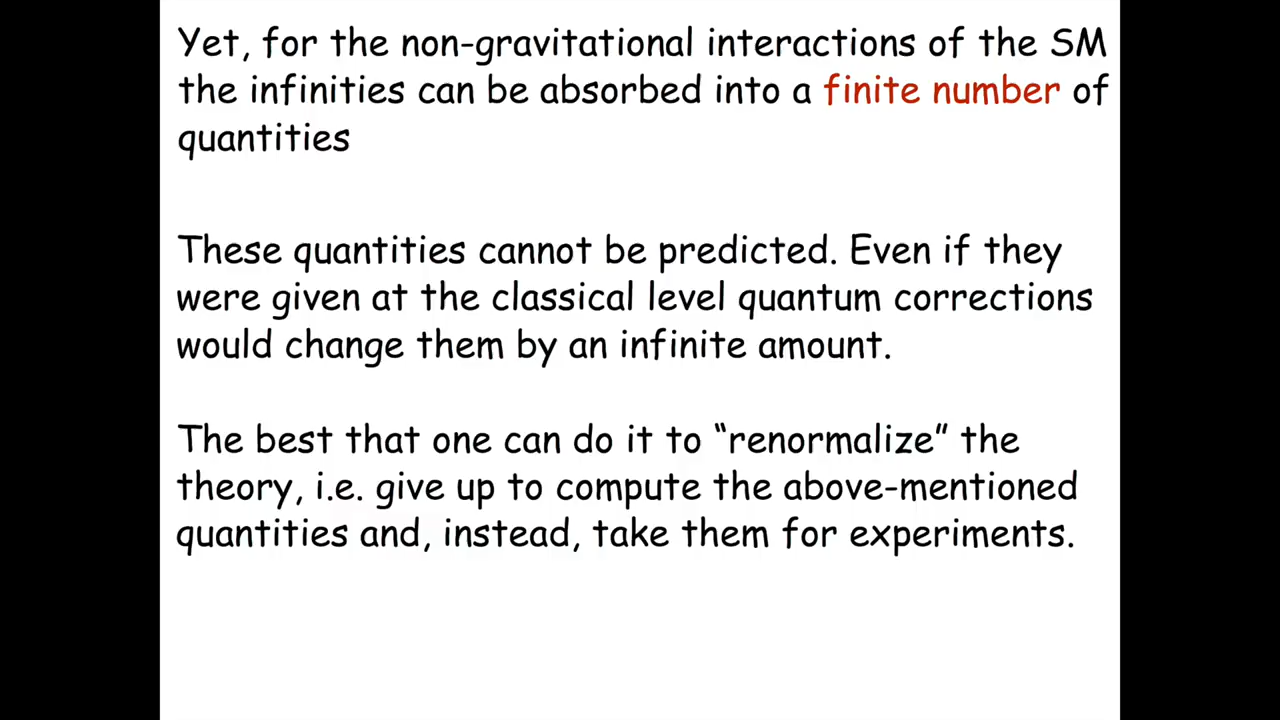 Yet, for the non-gravitational interactions of the SM
the infinities can be absorbed into a finite number of
quantities
These quantities cannot be predicted. Even if they
were given at the classical level quantum corrections
would change them by an infinite amount.
The best that one can do it to “renormalize” the
theory, i.e. give up to compute the above-mentioned
quantities and, instead, take them for experiments.